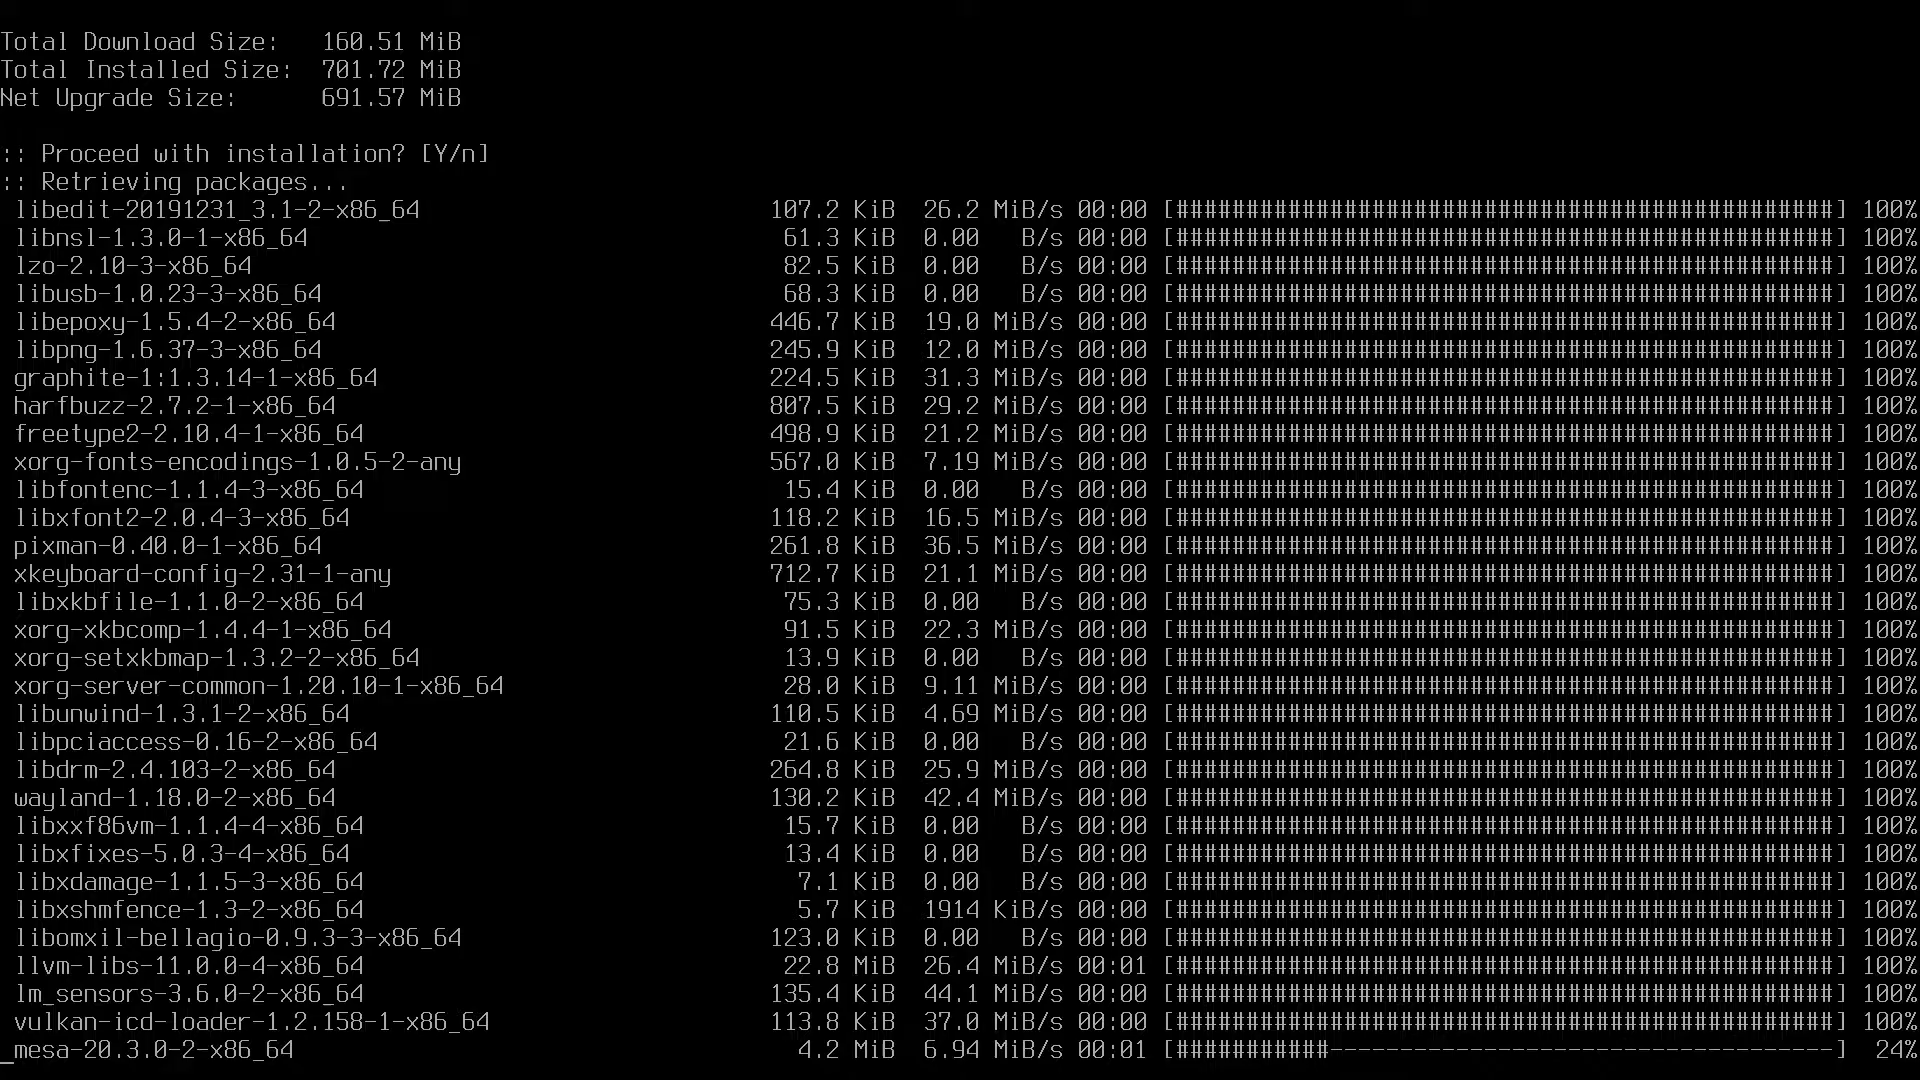 Total Download Size:   160.51 MiB
Total Installed Size:  701.72 MiB
Net Upgrade Size:      691.57 MiB
:: Proceed with installation? [Y/n]
:: Retrieving packages...
libedit-20191231_3.1-2-x86_64 107.2 KiB 26.2 MiB/s 00:00 [###############################################] 100%
libnsl-1.3.0-1-x86_64 61.3 KiB 0.00 B/s 00:00 [###############################################] 100%
lzo-2.10-3-x86_64 82.5 KiB 0.00 B/s 00:00 [###############################################] 100%
libusb-1.0.23-3-x86_64 68.3 KiB 0.00 B/s 00:00 [###############################################] 100%
libepoxy-1.5.4-2-x86_64 446.7 KiB 19.0 MiB/s 00:00 [###############################################] 100%
libpng-1.6.37-3-x86_64 245.9 KiB 12.0 MiB/s 00:00 [###############################################] 100%
graphite-1:1.3.14-1-x86_64 224.5 KiB 31.3 MiB/s 00:00 [###############################################] 100%
harfbuzz-2.7.2-1-x86_64 807.5 KiB 29.2 MiB/s 00:00 [###############################################] 100%
freetype2-2.10.4-1-x86_64 498.9 KiB 21.2 MiB/s 00:00 [###############################################] 100%
xorg-fonts-encodings-1.0.5-2-any 567.0 KiB 7.19 MiB/s 00:00 [###############################################] 100%
libfontenc-1.1.4-3-x86_64 15.4 KiB 0.00 B/s 00:00 [###############################################] 100%
libxfont2-2.0.4-3-x86_64 118.2 KiB 16.5 MiB/s 00:00 [###############################################] 100%
pixman-0.40.0-1-x86_64 261.8 KiB 36.5 MiB/s 00:00 [###############################################] 100%
xkeyboard-config-2.31-1-any 712.7 KiB 21.1 MiB/s 00:00 [###############################################] 100%
libxkbfile-1.1.0-2-x86_64 75.3 KiB 0.00 B/s 00:00 [###############################################] 100%
xorg-xkbcomp-1.4.4-1-x86_64 91.5 KiB 22.3 MiB/s 00:00 [###############################################] 100%
xorg-setxkbmap-1.3.2-2-x86_64 13.9 KiB 0.00 B/s 00:00 [###############################################] 100%
xorg-server-common-1.20.10-1-x86_64 28.0 KiB 9.11 MiB/s 00:00 [###############################################] 100%
libunwind-1.3.1-2-x86_64 110.5 KiB 4.69 MiB/s 00:00 [###############################################] 100%
libpciaccess-0.16-2-x86_64 21.6 KiB 0.00 B/s 00:00 [###############################################] 100%
libdrm-2.4.103-2-x86_64 264.8 KiB 25.9 MiB/s 00:00 [###############################################] 100%
wayland-1.18.0-2-x86_64 130.2 KiB 42.4 MiB/s 00:00 [###############################################] 100%
libxxf86vm-1.1.4-4-x86_64 15.7 KiB 0.00 B/s 00:00 [###############################################] 100%
libxfixes-5.0.3-4-x86_64 13.4 KiB 0.00 B/s 00:00 [###############################################] 100%
libxdamage-1.1.5-3-x86_64 7.1 KiB 0.00 B/s 00:00 [###############################################] 100%
libxshmfence-1.3-2-x86_64 5.7 KiB 1914 KiB/s 00:00 [###############################################] 100%
libomxil-bellagio-0.9.3-3-x86_64 123.0 KiB 0.00 B/s 00:00 [###############################################] 100%
llvm-libs-11.0.0-4-x86_64 22.8 MiB 26.4 MiB/s 00:01 [###############################################] 100%
lm_sensors-3.6.0-2-x86_64 135.4 KiB 44.1 MiB/s 00:00 [###############################################] 100%
vulkan-icd-loader-1.2.158-1-x86_64 113.8 KiB 37.0 MiB/s 00:00 [###############################################] 100%
_mesa-20.3.0-2-x86_64 4.2 MiB 6.94 MiB/s 00:01 [###########------------------------------------] 24%